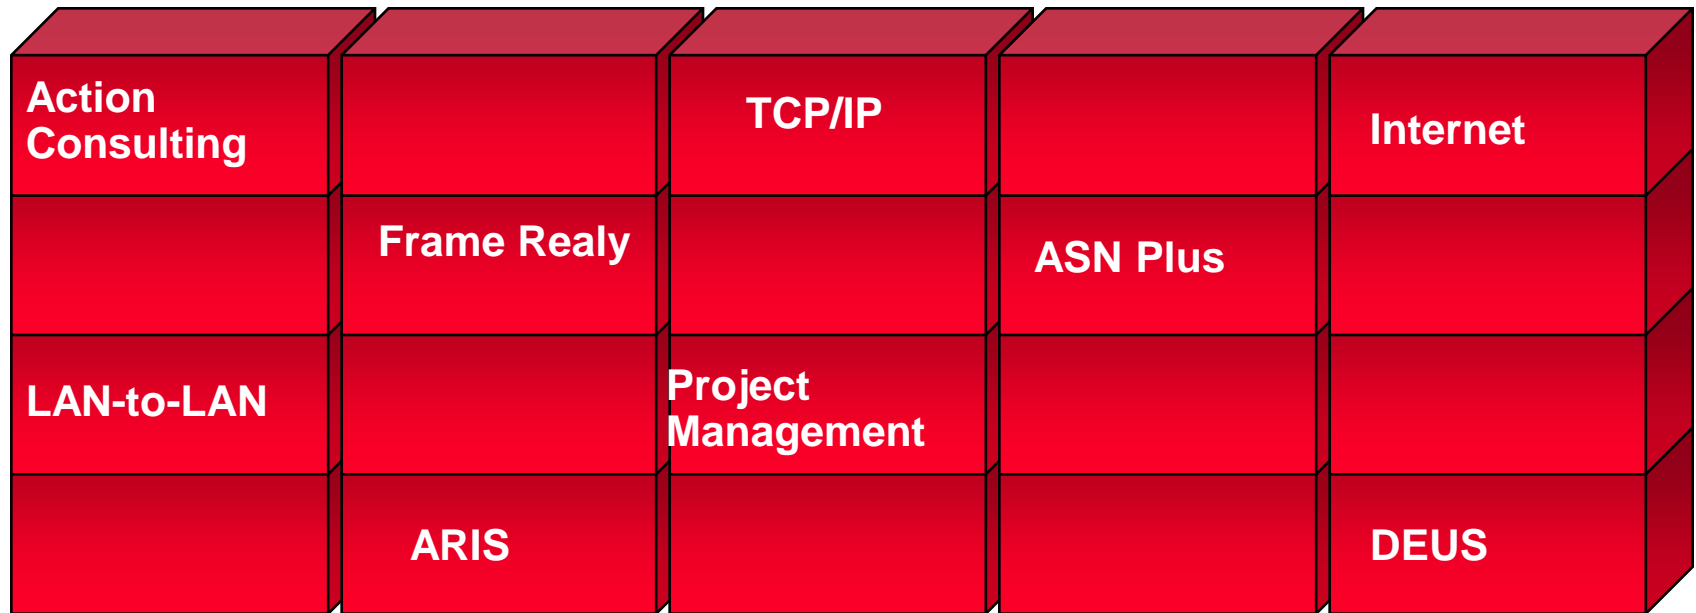 Action
Consulting
TCP/IP
Internet
Frame Realy
ASN Plus
LAN-to-LAN
Project
Management
ARIS
DEUS